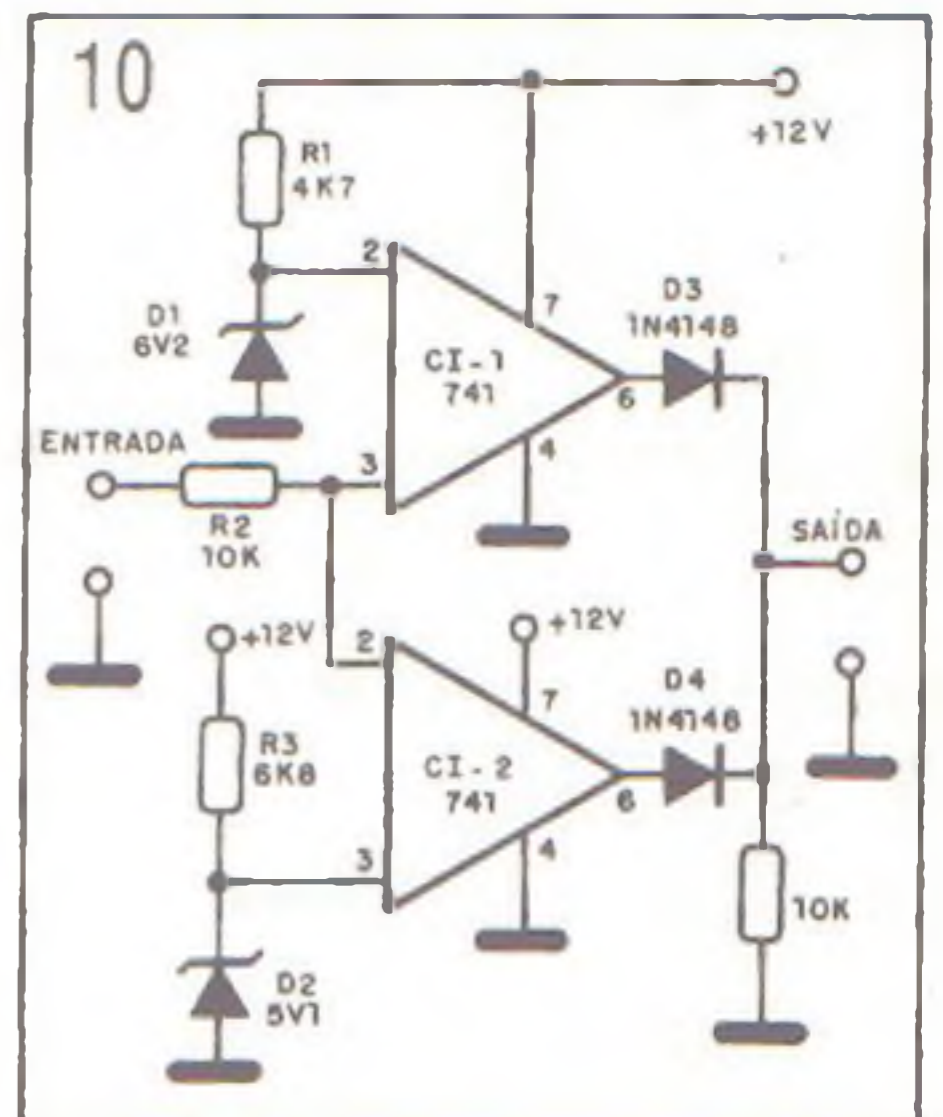 10
+12V
R1
4K7
2
D1
6V2
7
D3
1N4148
CI-1
741
6
ENTRADA
3
4
R2
10K
SAÍDA
+12V
+12V
2
7
D4
1N4148
R3
6K8
CI-2
741
6
3
4
10K
D2
5V1